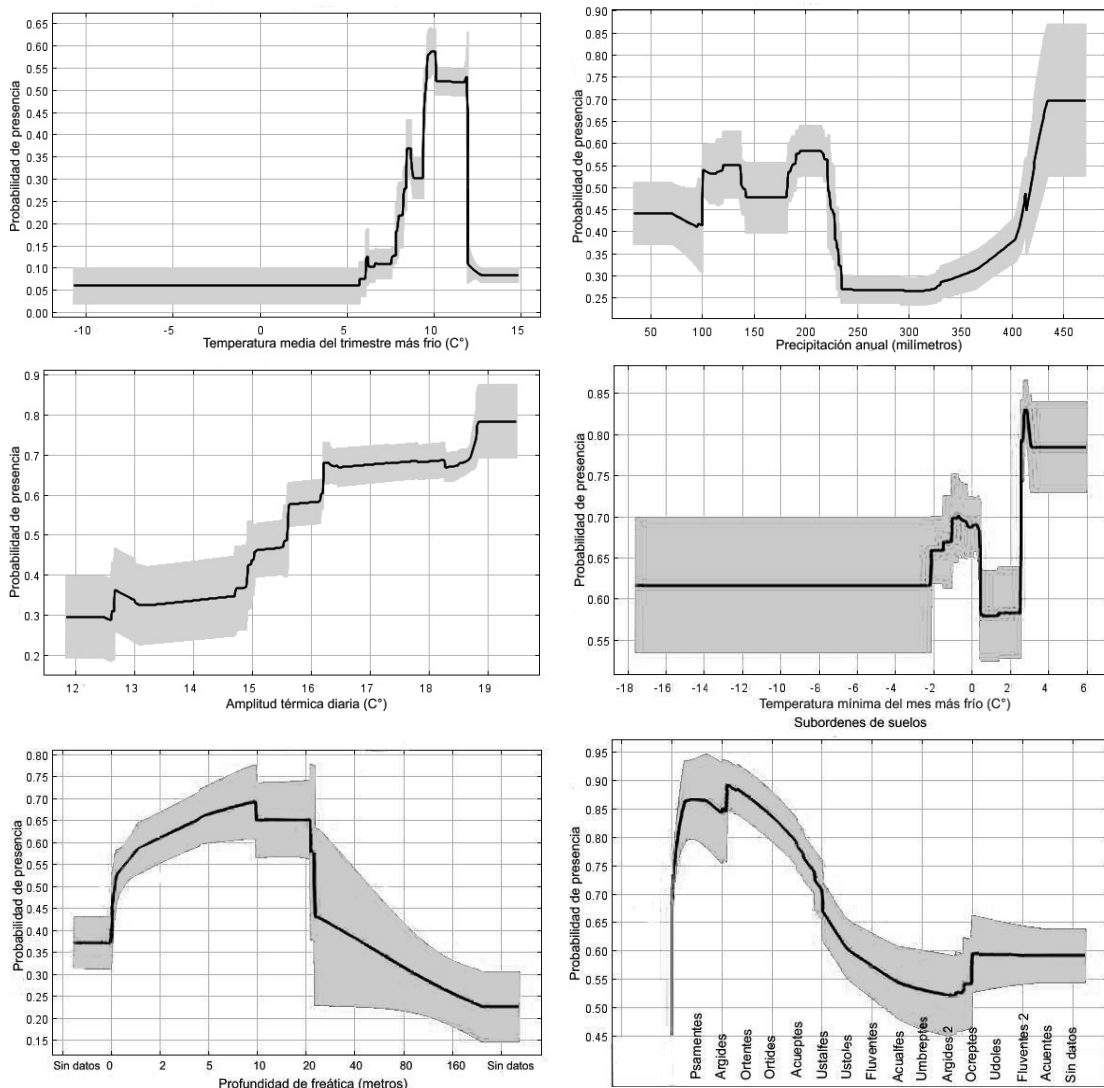 Probabilidad de presencia
0.65
0.60
0.55
0.50
0.45
0.40
0.35
0.30
0.25
0.20
0.15
0.10
0.05
0.00
-10 -5 0 5 10 15
Temperatura media del trimestre más frio (C°)
Probabilidad de presencia
0.90
0.85
0.80
0.75
0.70
0.65
0.60
0.55
0.50
0.45
0.40
0.35
0.30
0.25
50 100 150 200 250 300 350 400 450
Precipitación anual (milímetros)
Probabilidad de presencia
0.9
0.8
0.7
0.6
0.5
0.4
0.3
0.2
12 13 14 15 16 17 18 19
Amplitud térmica diaria (C°)
Probabilidad de presencia
0.85
0.80
0.75
0.70
0.65
0.60
0.55
-18 -16 -14 -12 -10 -8 -6 -4 -2 0 2 4 6
Temperatura mínima del mes más frío (C°)
Probabilidad de presencia
0.80
0.75
0.70
0.65
0.60
0.55
0.50
0.45
0.40
0.35
0.30
0.25
0.20
0.15
Sin datos 0 2 5 10 20 40 80 160 Sin datos
Profundidad de freática (metros)
Subordenes de suelos
Probabilidad de presencia
0.95
0.90
0.85
0.80
0.75
0.70
0.65
0.60
0.55
0.50
0.45
Psamentes
Argides
Ortentes
Ortides
Acueptes
Ustalfes
Ustoles
Fluventes
Acualfes
Umbreptes
Argides 2
Ocreptes
Udoles
Fluventes 2
Acuentes
Sin datos